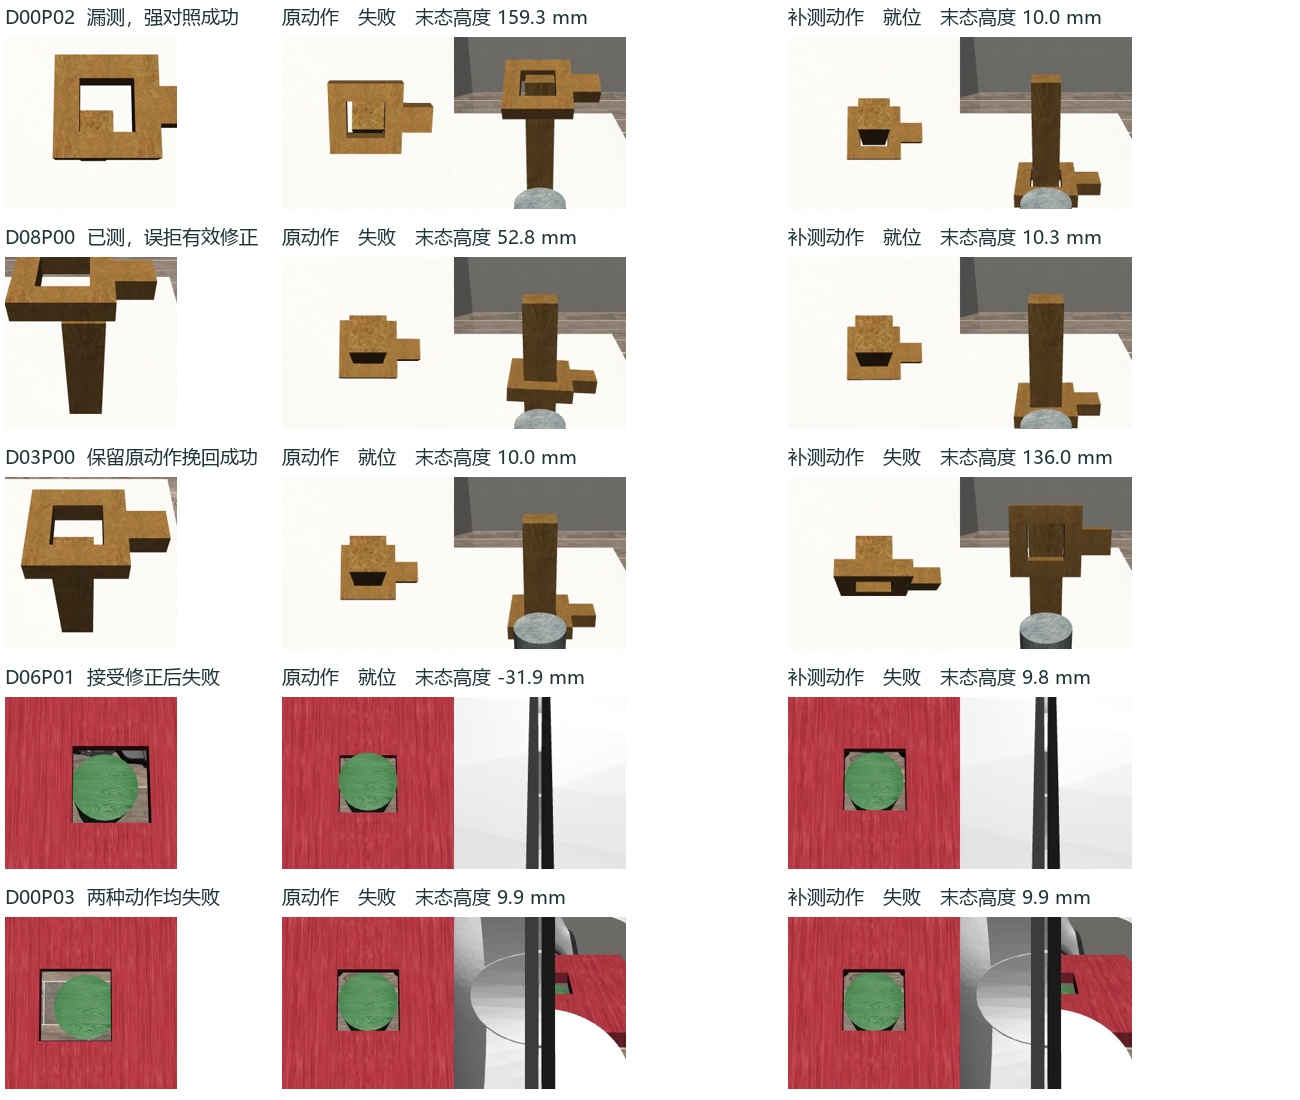 D00P02 漏测，强对照成功 原动作 失败 末态高度 159.3 mm 补测动作 就位 末态高度 10.0 mm
D08P00 已测，误拒有效修正 原动作 失败 末态高度 52.8 mm 补测动作 就位 末态高度 10.3 mm
D03P00 保留原动作挽回成功 原动作 就位 末态高度 10.0 mm 补测动作 失败 末态高度 136.0 mm
D06P01 接受修正后失败 原动作 就位 末态高度 -31.9 mm 补测动作 失败 末态高度 9.8 mm
D00P03 两种动作均失败 原动作 失败 末态高度 9.9 mm 补测动作 失败 末态高度 9.9 mm